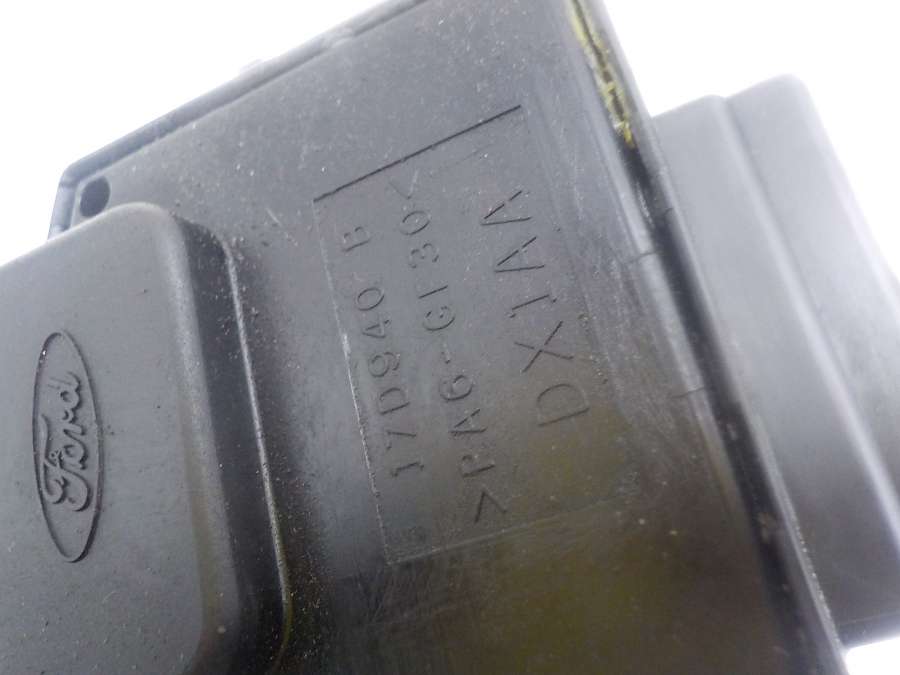 Ford
17D940 B
>PA6-GF30<
DX1AA